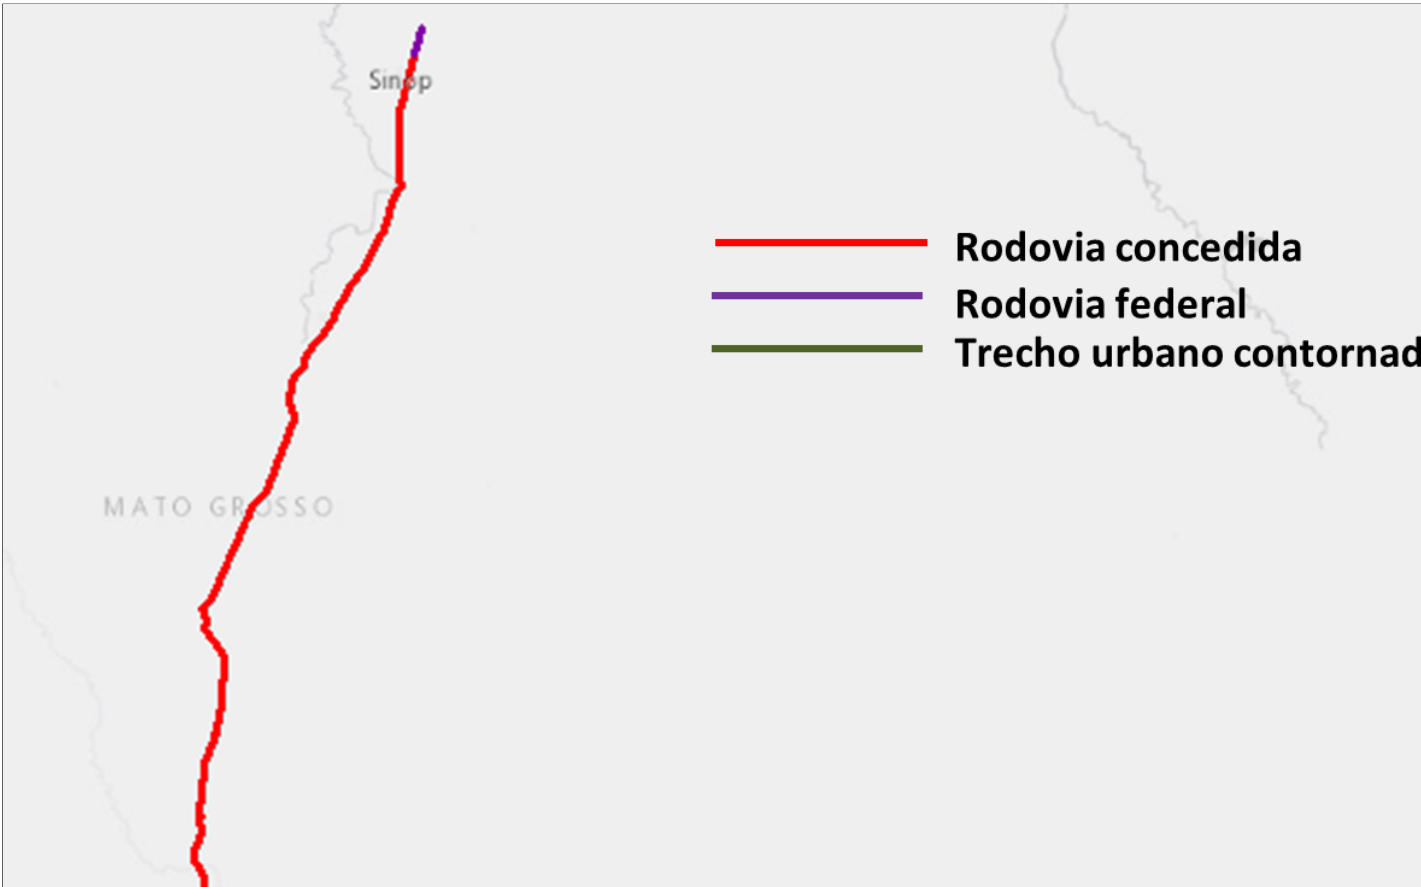 Sinop
Rodovia concedida
Rodovia federal
Trecho urbano contornad
MATO GROSSO